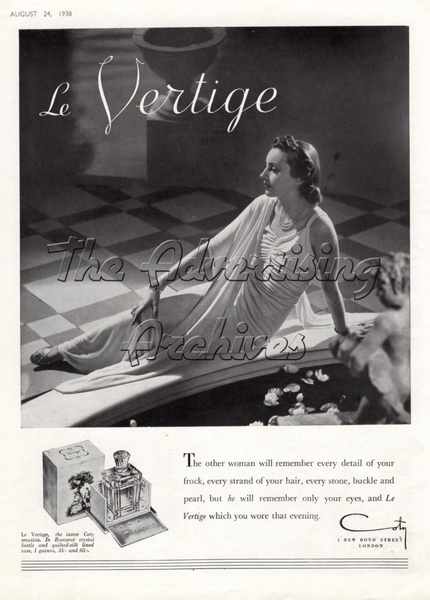 AUGUST 24, 1938
Le Vertige
The Advertising
Archives
The other woman will remember every detail of your
frock, every strand of your hair, every stone, buckle and
pearl, but he will remember only your eyes, and Le
Vertige which you wore that evening.
Le Vertige, the latest Coty
creation. In Baccarat crystal
bottle and quilted-silk lined
case, 1 guinea, 35/- and 65/-.
Coty
2 NEW BOND STREET
LONDON